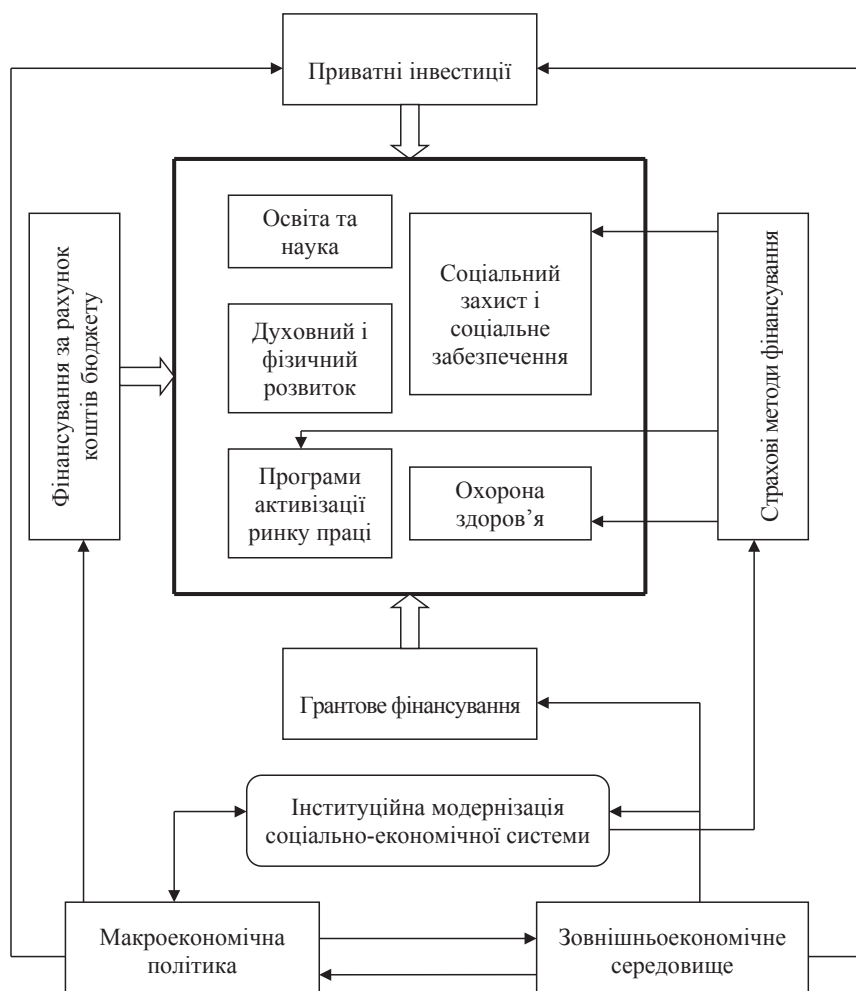 Приватні інвестиції
Фінансування за рахунок
коштів бюджету
Освіта та
наука
Духовний і
фізичний
розвиток
Програми
активізації
ринку праці
Соціальний
захист і
соціальне
забезпечення
Охорона
здоров’я
Страхові методи фінансування
Грантове фінансування
Інституційна модернізація
соціально-економічної системи
Макроекономічна
політика
Зовнішньоекономічне
середовище